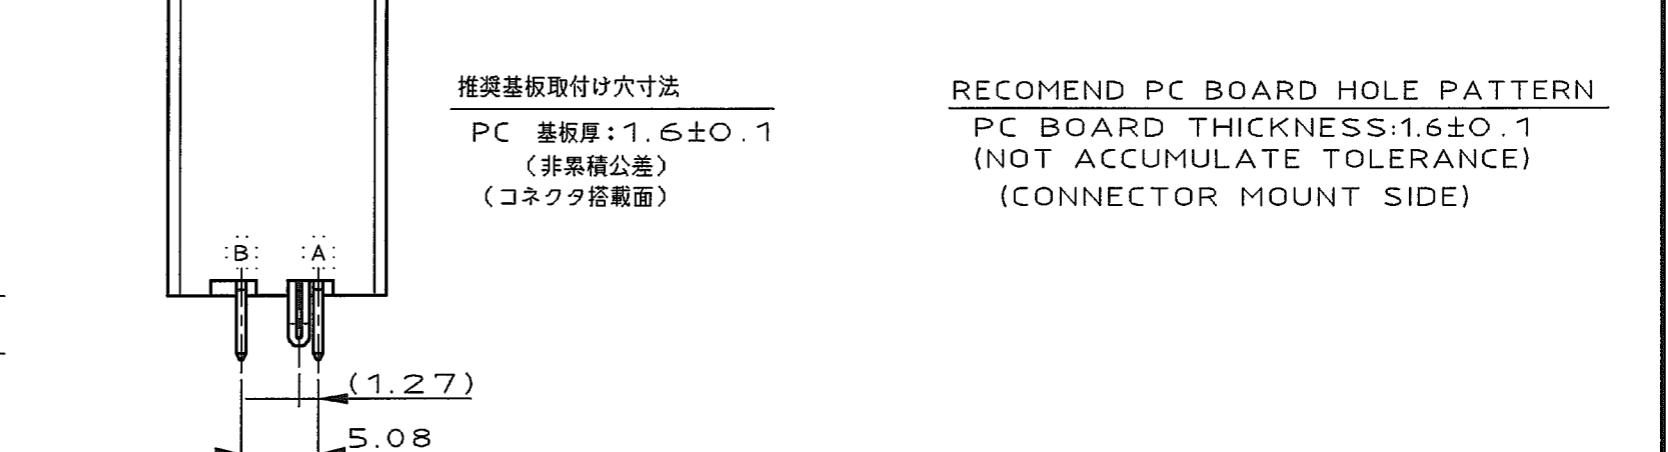 推奨基板取付け穴寸法
PC 基板厚：1.6±0.1
（非累積公差）
（コネクタ搭載面）
RECOMEND PC BOARD HOLE PATTERN
PC BOARD THICKNESS:1.6±0.1
(NOT ACCUMULATE TOLERANCE)
(CONNECTOR MOUNT SIDE)
B A
(1.27)
5.08